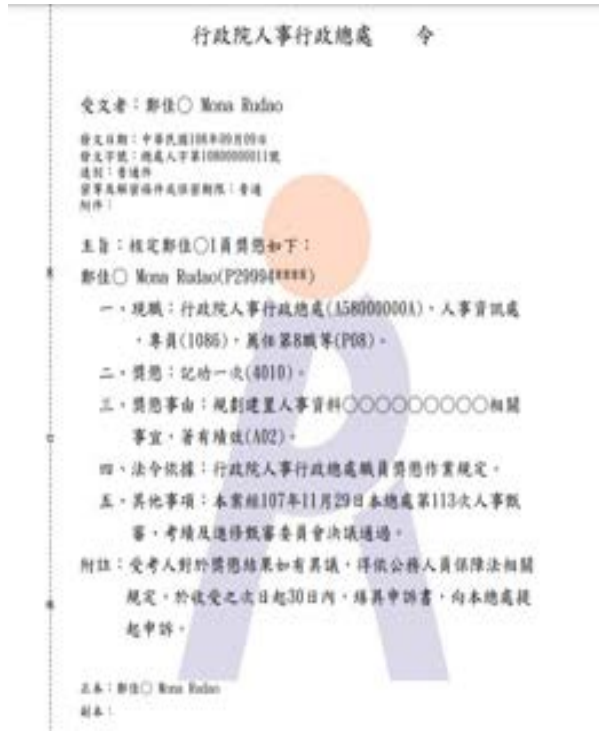 行政院人事行政總處 令
受文者：鄭佳○ Mona Rudao
發文日期：中華民國108年09月09日
發文字號：總處人字第1080000011號
速別：普通件
密等及解密條件或保密期限：普通
附件：
主旨：核定鄭佳○1員獎懲如下：
鄭佳○ Mona Rudao(P29994****)
一、現職：行政院人事行政總處(A58000000A)、人事資訊處
、專員(1086)、薦任第8職等(P08)。
二、獎懲：記功一次(4010)。
三、獎懲事由：規劃建置人事資料○○○○○○○○○相關
事宜，著有績效(A02)。
四、法令依據：行政院人事行政總處職員獎懲作業規定。
五、其他事項：本案經107年11月29日本總處第113次人事甄
審、考績及進修甄審委員會決議通過。
附註：受考人對於獎懲結果如有異議，得依公務人員保障法相關
規定，於收受之次日起30日內，繕具申訴書，向本總處提
起申訴。
正本：鄭佳○ Mona Rudao
副本：